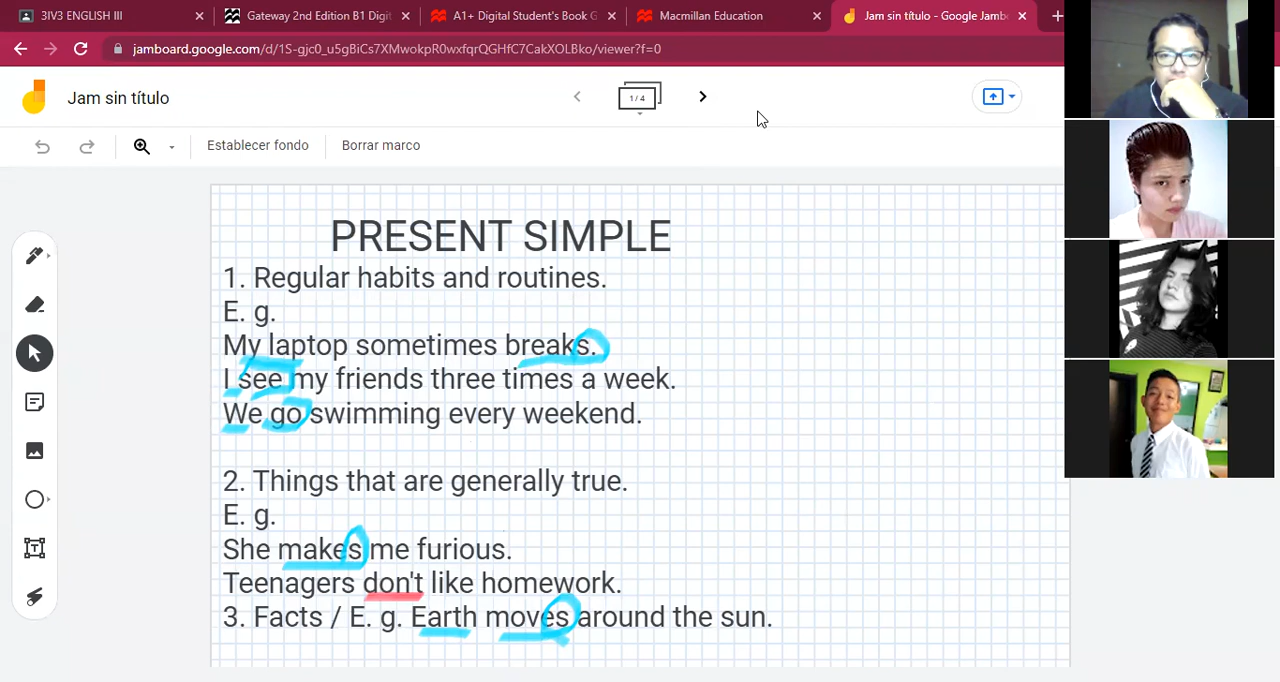 3IV3 ENGLISH III
Gateway 2nd Edition B1 Digit
A1+ Digital Student's Book G
Macmillan Education
Jam sin título - Google Jamb
jamboard.google.com/d/1S-gjc0_u5gBiCs7XMwokpR0wxfqrQGHfC7CakXOLBko/viewer?f=0
Jam sin título
1 / 4
Establecer fondo
Borrar marco
PRESENT SIMPLE
1. Regular habits and routines.
E. g.
My laptop sometimes breaks.
I see my friends three times a week.
We go swimming every weekend.
2. Things that are generally true.
E. g.
She makes me furious.
Teenagers don't like homework.
3. Facts / E. g. Earth moves around the sun.